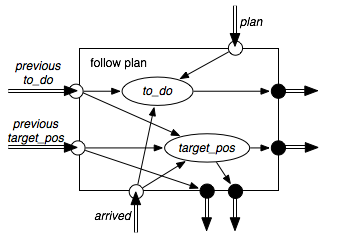 plan
follow plan
previous
to_do
to_do
previous
target_pos
target_pos
arrived